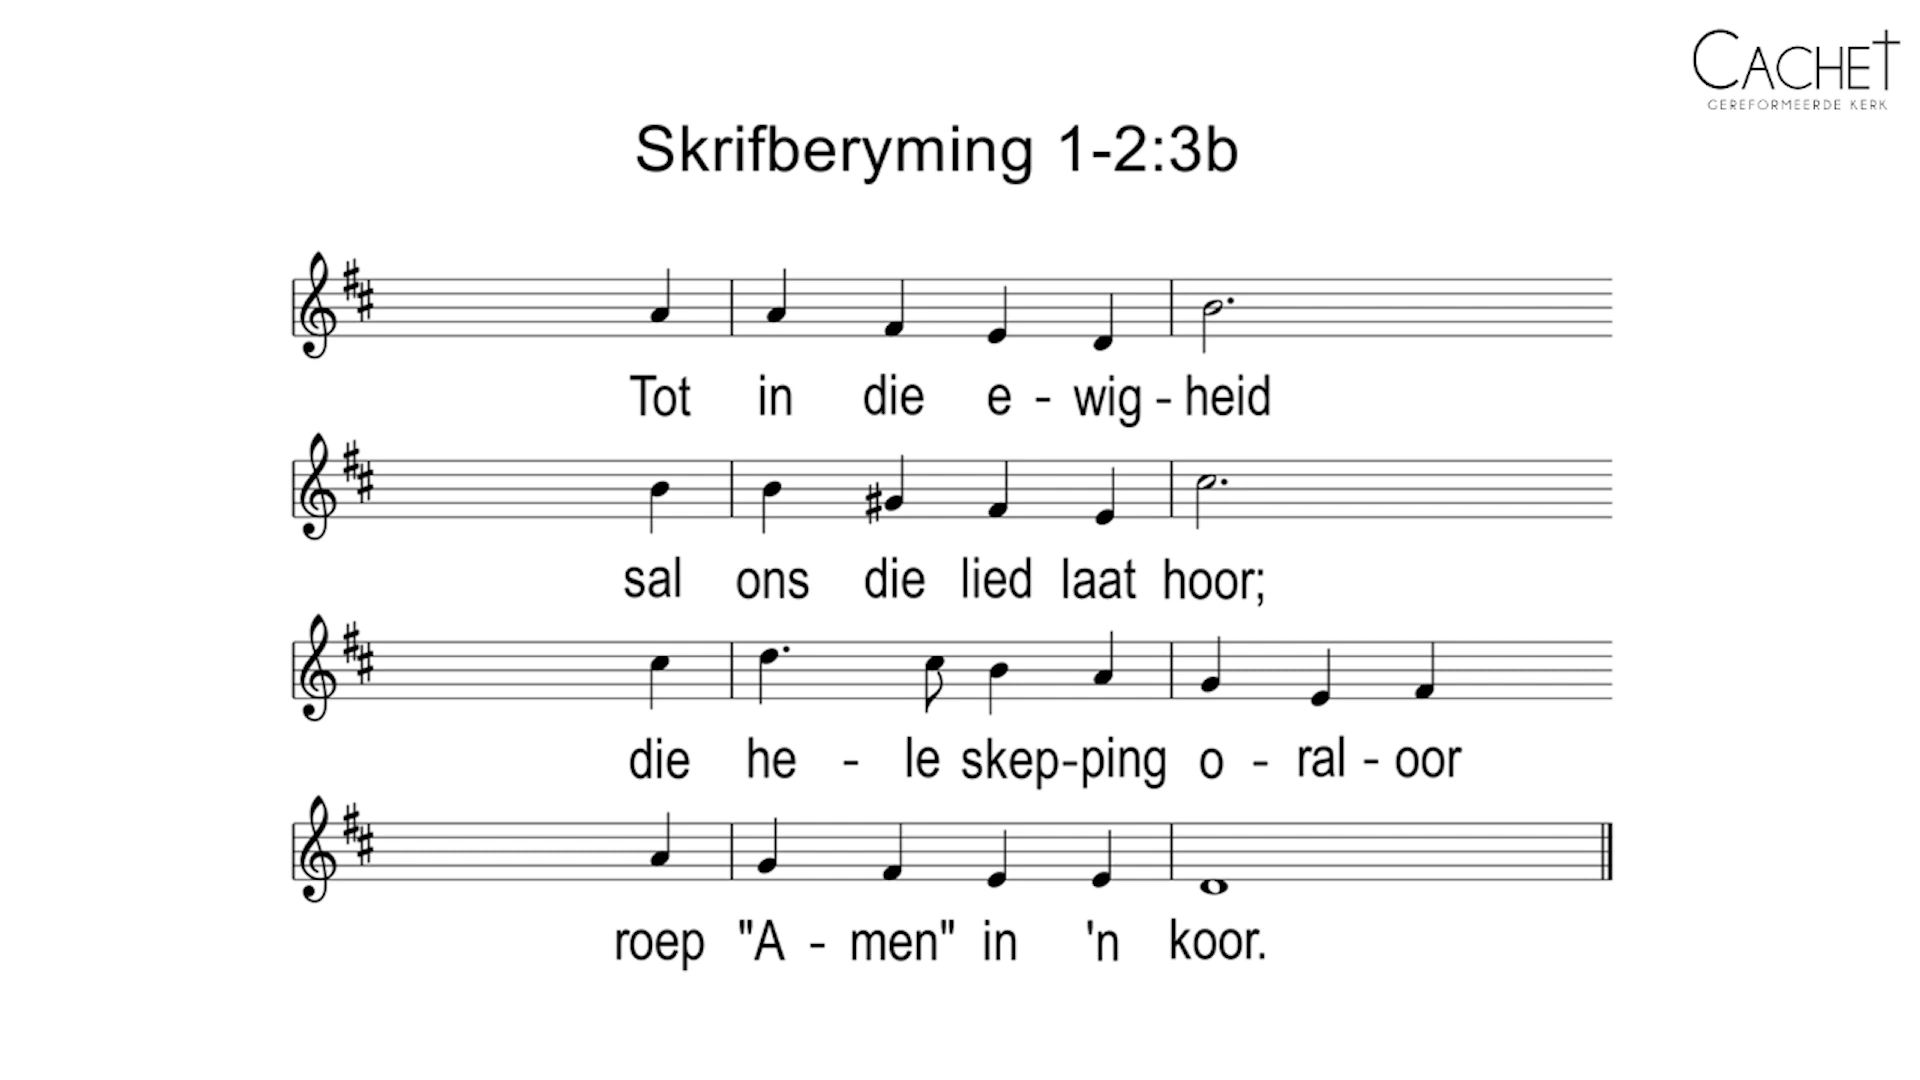 CACHET
GEREFORMEERDE KERK
Skrifberyming 1-2:3b
Tot in die e - wig - heid
sal ons die lied laat hoor;
die he - le skep-ping o - ral - oor
roep "A - men" in 'n koor.